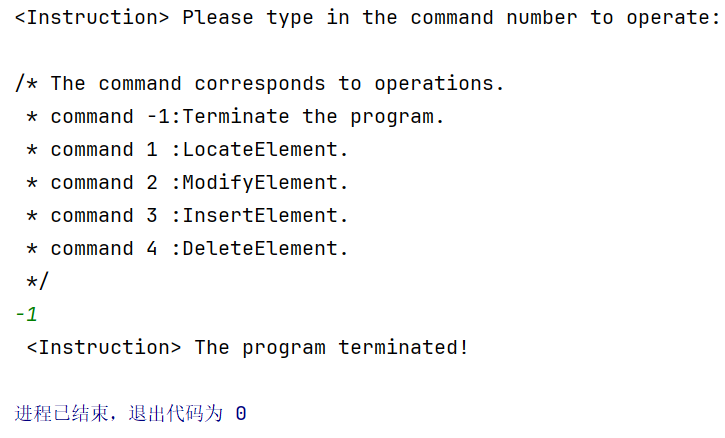 <Instruction> Please type in the command number to operate:
/* The command corresponds to operations.
* command -1:Terminate the program.
* command 1 :LocateElement.
* command 2 :ModifyElement.
* command 3 :InsertElement.
* command 4 :DeleteElement.
*/
-1
<Instruction> The program terminated!
进程已结束，退出代码为 0